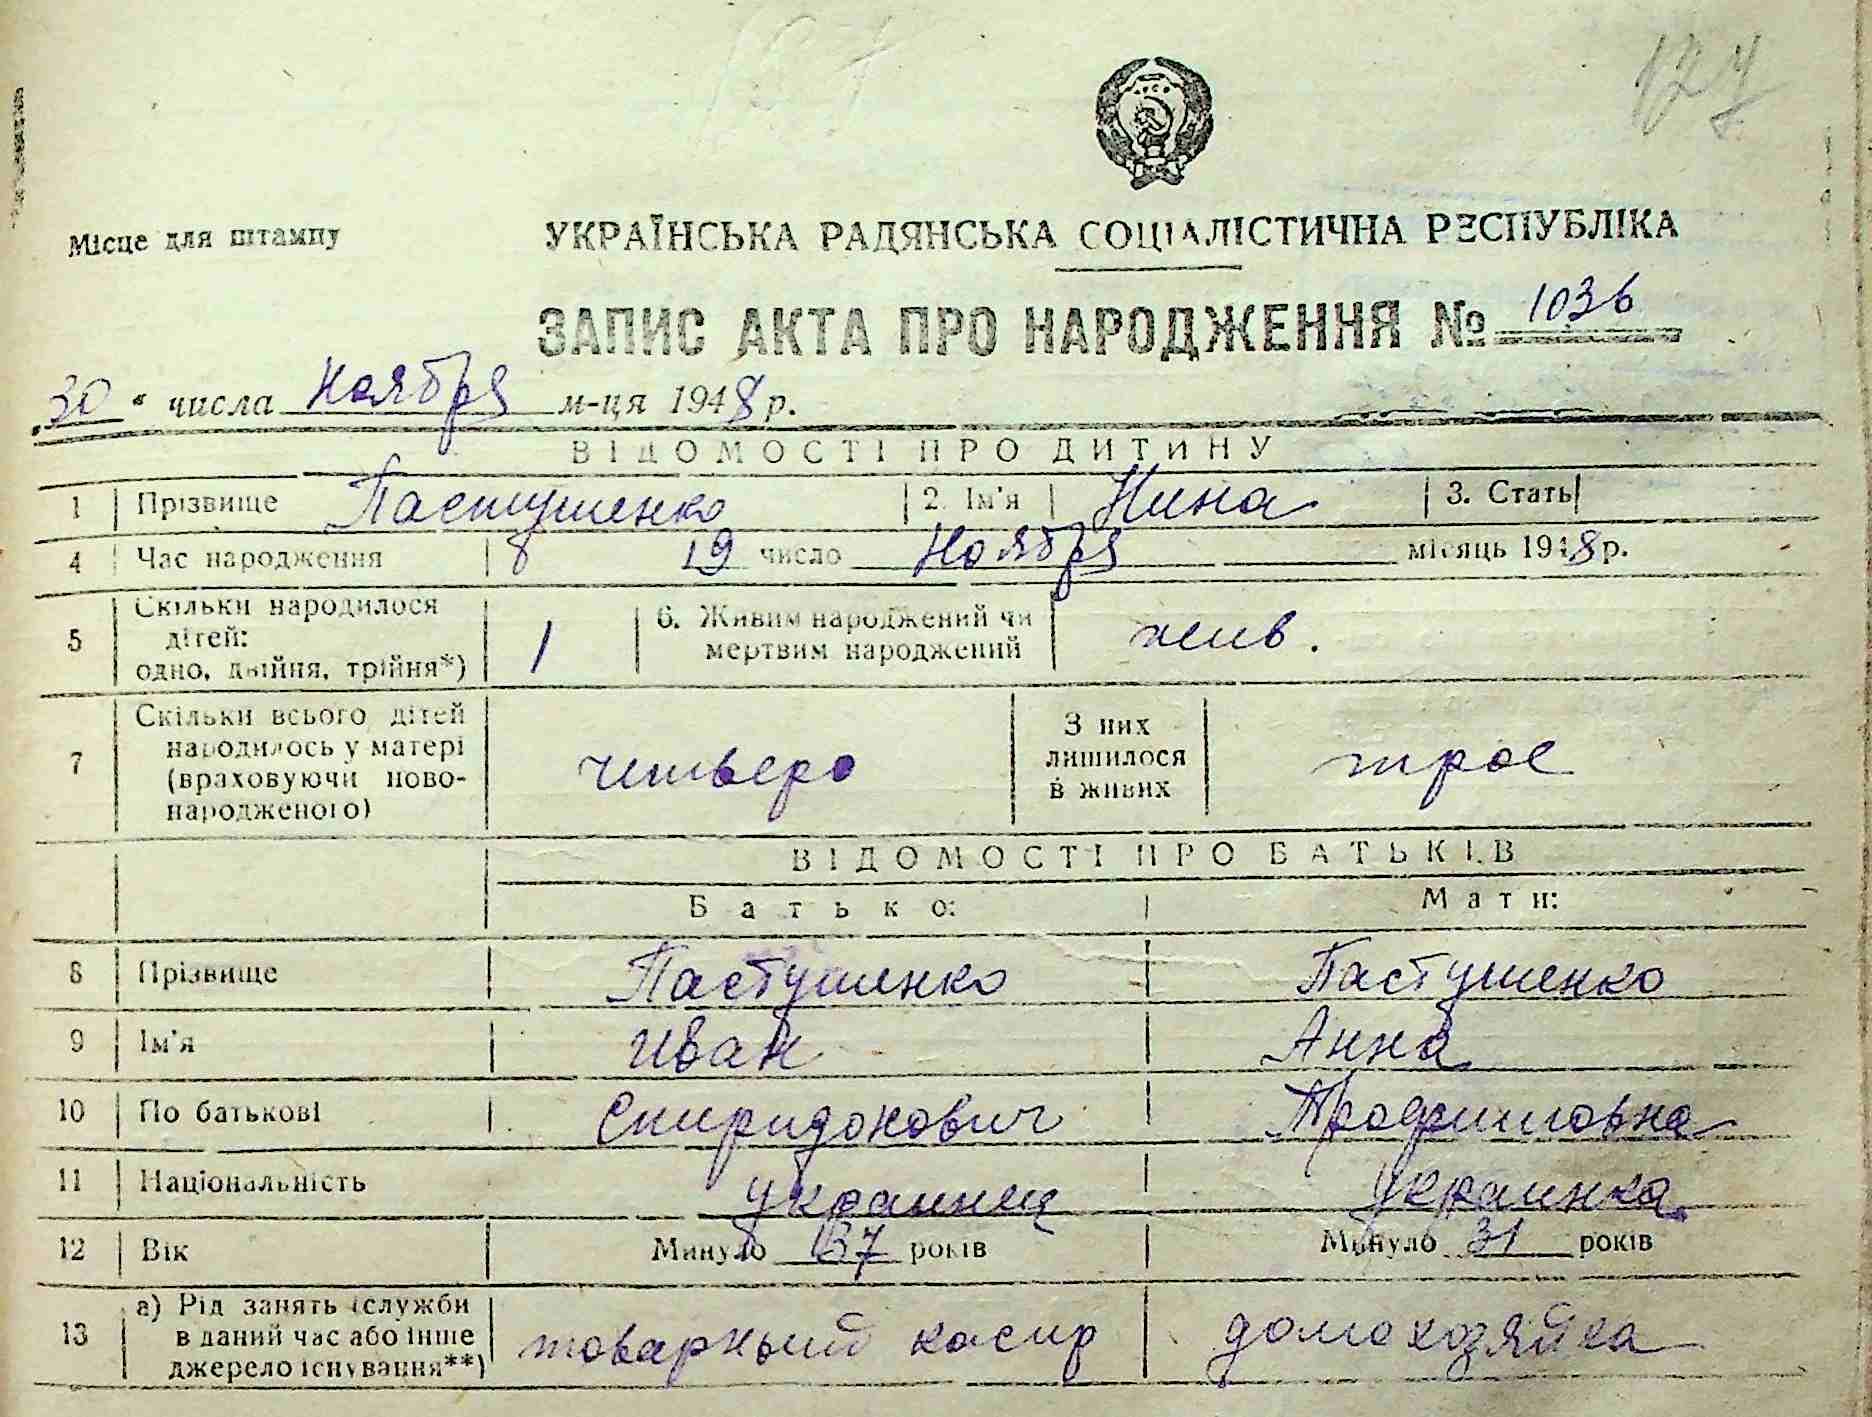 127
Місце для штампу
УКРАЇНСЬКА РАДЯНСЬКА СОЦІАЛІСТИЧНА РЕСПУБЛІКА
ЗАПИС АКТА ПРО НАРОДЖЕННЯ № 1036
„30“ числа Ноября м-ця 1948 р.
ВІДОМОСТІ ПРО ДИТИНУ
1 Прізвище Пастушенко 2. Ім'я Нина 3. Стать
4 Час народження 8 19 число Ноября місяць 1948 р.
5 Скільки народилося
дітей:
одно, двійня, трійня*) 1 6. Живим народжений чи
мертвим народжений жив.
7 Скільки всього дітей
народилось у матері
(враховуючи ново-
народженого) четверо З них
лишилося
в живих трое
ВІДОМОСТІ ПРО БАТЬКІВ
Батько: Мати:
8 Прізвище Пастушенко Пастушенко
9 Ім'я Иван Анна
10 По батькові Спиридонович Трофимовна
11 Національність украинец украинка
12 Вік Минуло 37 років Минуло 31 років
13 а) Рід занять (служби
в даний час або інше
джерело існування**) товарный касир домохозяйка